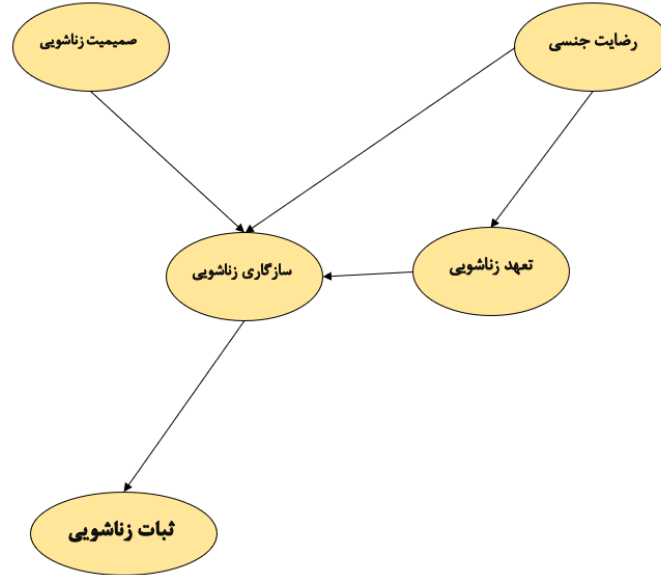 رضایت جنسی
صمیمیت زناشویی
تعهد زناشویی
سازگاری زناشویی
ثبات زناشویی